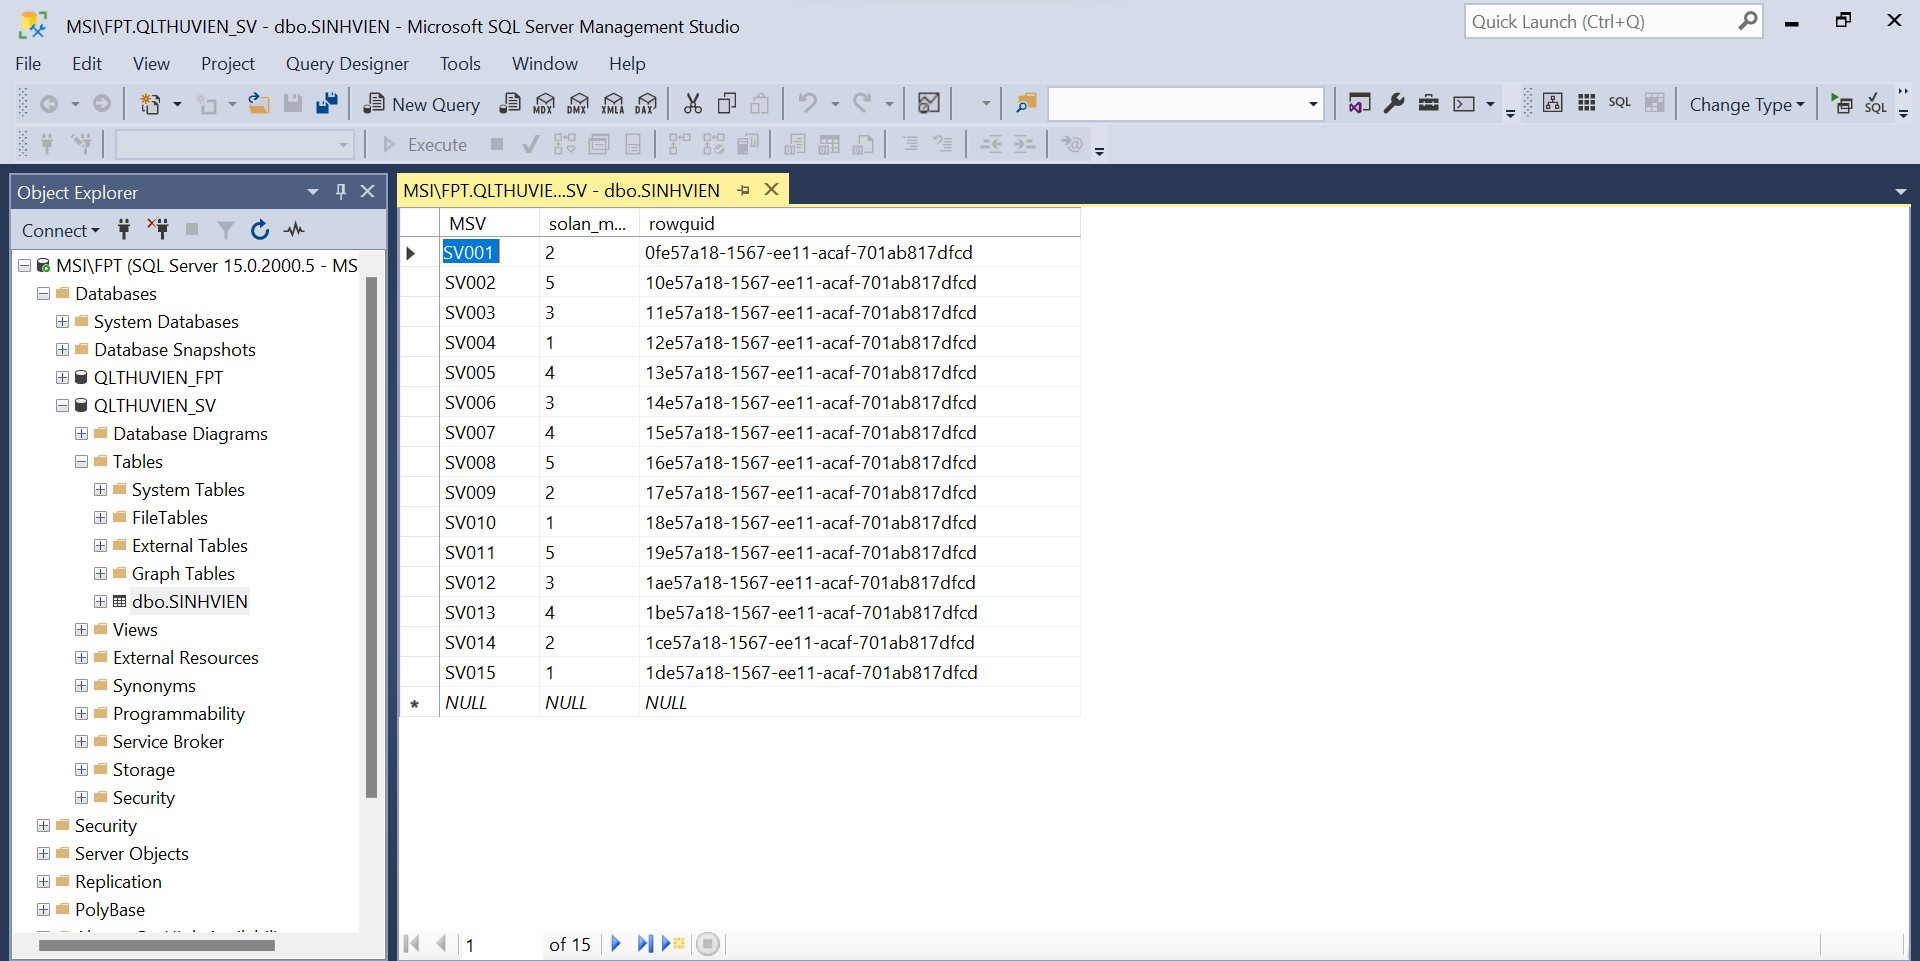 MSI\FPT.QLTHUVIEN_SV - dbo.SINHVIEN - Microsoft SQL Server Management Studio
Quick Launch (Ctrl+Q)
File Edit View Project Query Designer Tools Window Help
New Query MDX DMX XMLA DAX SQL Change Type SQL
Execute
Object Explorer
Connect
MSI\FPT (SQL Server 15.0.2000.5 - MS
Databases
System Databases
Database Snapshots
QLTHUVIEN_FPT
QLTHUVIEN_SV
Database Diagrams
Tables
System Tables
FileTables
External Tables
Graph Tables
dbo.SINHVIEN
Views
External Resources
Synonyms
Programmability
Service Broker
Storage
Security
Security
Server Objects
Replication
PolyBase
MSI\FPT.QLTHUVIE...SV - dbo.SINHVIEN
MSV solan_m... rowguid
SV001 2 0fe57a18-1567-ee11-acaf-701ab817dfcd
SV002 5 10e57a18-1567-ee11-acaf-701ab817dfcd
SV003 3 11e57a18-1567-ee11-acaf-701ab817dfcd
SV004 1 12e57a18-1567-ee11-acaf-701ab817dfcd
SV005 4 13e57a18-1567-ee11-acaf-701ab817dfcd
SV006 3 14e57a18-1567-ee11-acaf-701ab817dfcd
SV007 4 15e57a18-1567-ee11-acaf-701ab817dfcd
SV008 5 16e57a18-1567-ee11-acaf-701ab817dfcd
SV009 2 17e57a18-1567-ee11-acaf-701ab817dfcd
SV010 1 18e57a18-1567-ee11-acaf-701ab817dfcd
SV011 5 19e57a18-1567-ee11-acaf-701ab817dfcd
SV012 3 1ae57a18-1567-ee11-acaf-701ab817dfcd
SV013 4 1be57a18-1567-ee11-acaf-701ab817dfcd
SV014 2 1ce57a18-1567-ee11-acaf-701ab817dfcd
SV015 1 1de57a18-1567-ee11-acaf-701ab817dfcd
NULL NULL NULL
1 of 15